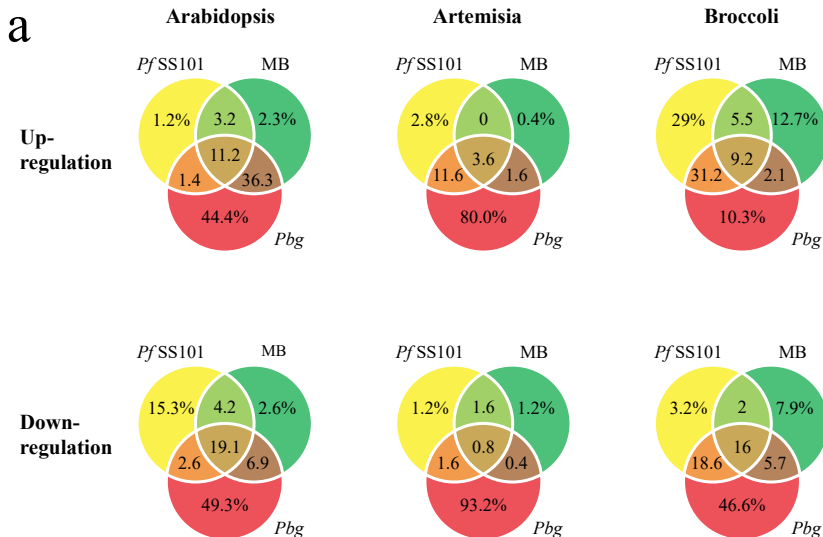 a
Arabidopsis Artemisia Broccoli
Pf SS101 MB Pf SS101 MB Pf SS101 MB
Up-
regulation
1.2% 3.2 2.3% 2.8% 0 0.4% 29% 5.5 12.7%
11.2 3.6 9.2
1.4 36.3 11.6 1.6 31.2 2.1
44.4% 80.0% 10.3%
Pbg Pbg Pbg
Pf SS101 MB Pf SS101 MB Pf SS101 MB
Down-
regulation
15.3% 4.2 2.6% 1.2% 1.6 1.2% 3.2% 2 7.9%
19.1 0.8 16
2.6 6.9 1.6 0.4 18.6 5.7
49.3% 93.2% 46.6%
Pbg Pbg Pbg